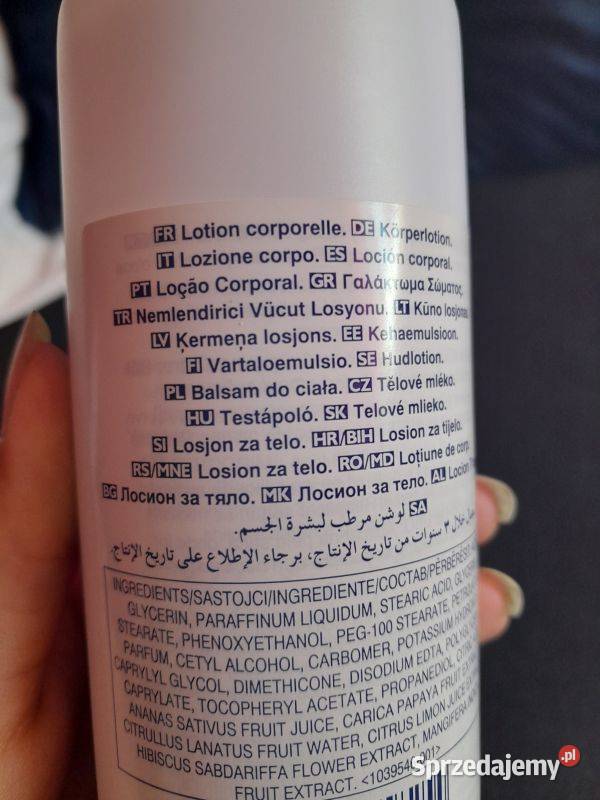 FR Lotion corporelle. DE Körperlotion.
IT Lozione corpo. ES Loción corporal.
PT Loção Corporal. GR Γαλάκτωμα Σώματος.
TR Nemlendirici Vücut Losyonu. LT Kūno losjonas.
LV Ķermeņa losjons. EE Kehaemulsioon.
FI Vartaloemulsio. SE Hudlotion.
PL Balsam do ciała. CZ Tělové mléko.
HU Testápoló. SK Telové mlieko.
SI Losjon za telo. HR/BIH Losion za tijelo.
RS/MNE Losion za telo. RO/MD Loțiune de corp.
BG Лосион за тяло. MK Лосион за тело. AL Locion
SA لوشن مرطب لبشرة الجسم.
خلال ٣ سنوات من تاريخ الإنتاج، برجاء الإطلاع على تاريخ الإنتاج.
INGREDIENTS/SASTOJCI/INGREDIENTE/СОСТАВ/PËRBËRËSIT
GLYCERIN, PARAFFINUM LIQUIDUM, STEARIC ACID,
STEARATE, PHENOXYETHANOL, PEG-100 STEARATE,
PARFUM, CETYL ALCOHOL, CARBOMER, POTASSIUM
CAPRYLYL GLYCOL, DIMETHICONE, DISODIUM EDTA,
CAPRYLATE, TOCOPHERYL ACETATE, PROPANEDIOL,
ANANAS SATIVUS FRUIT JUICE, CARICA PAPAYA FRUIT
CITRULLUS LANATUS FRUIT WATER, CITRUS LIMON JUICE
HIBISCUS SABDARIFFA FLOWER EXTRACT, MANGIFERA
FRUIT EXTRACT. <1039540-001>
Sprzedajemy.pl